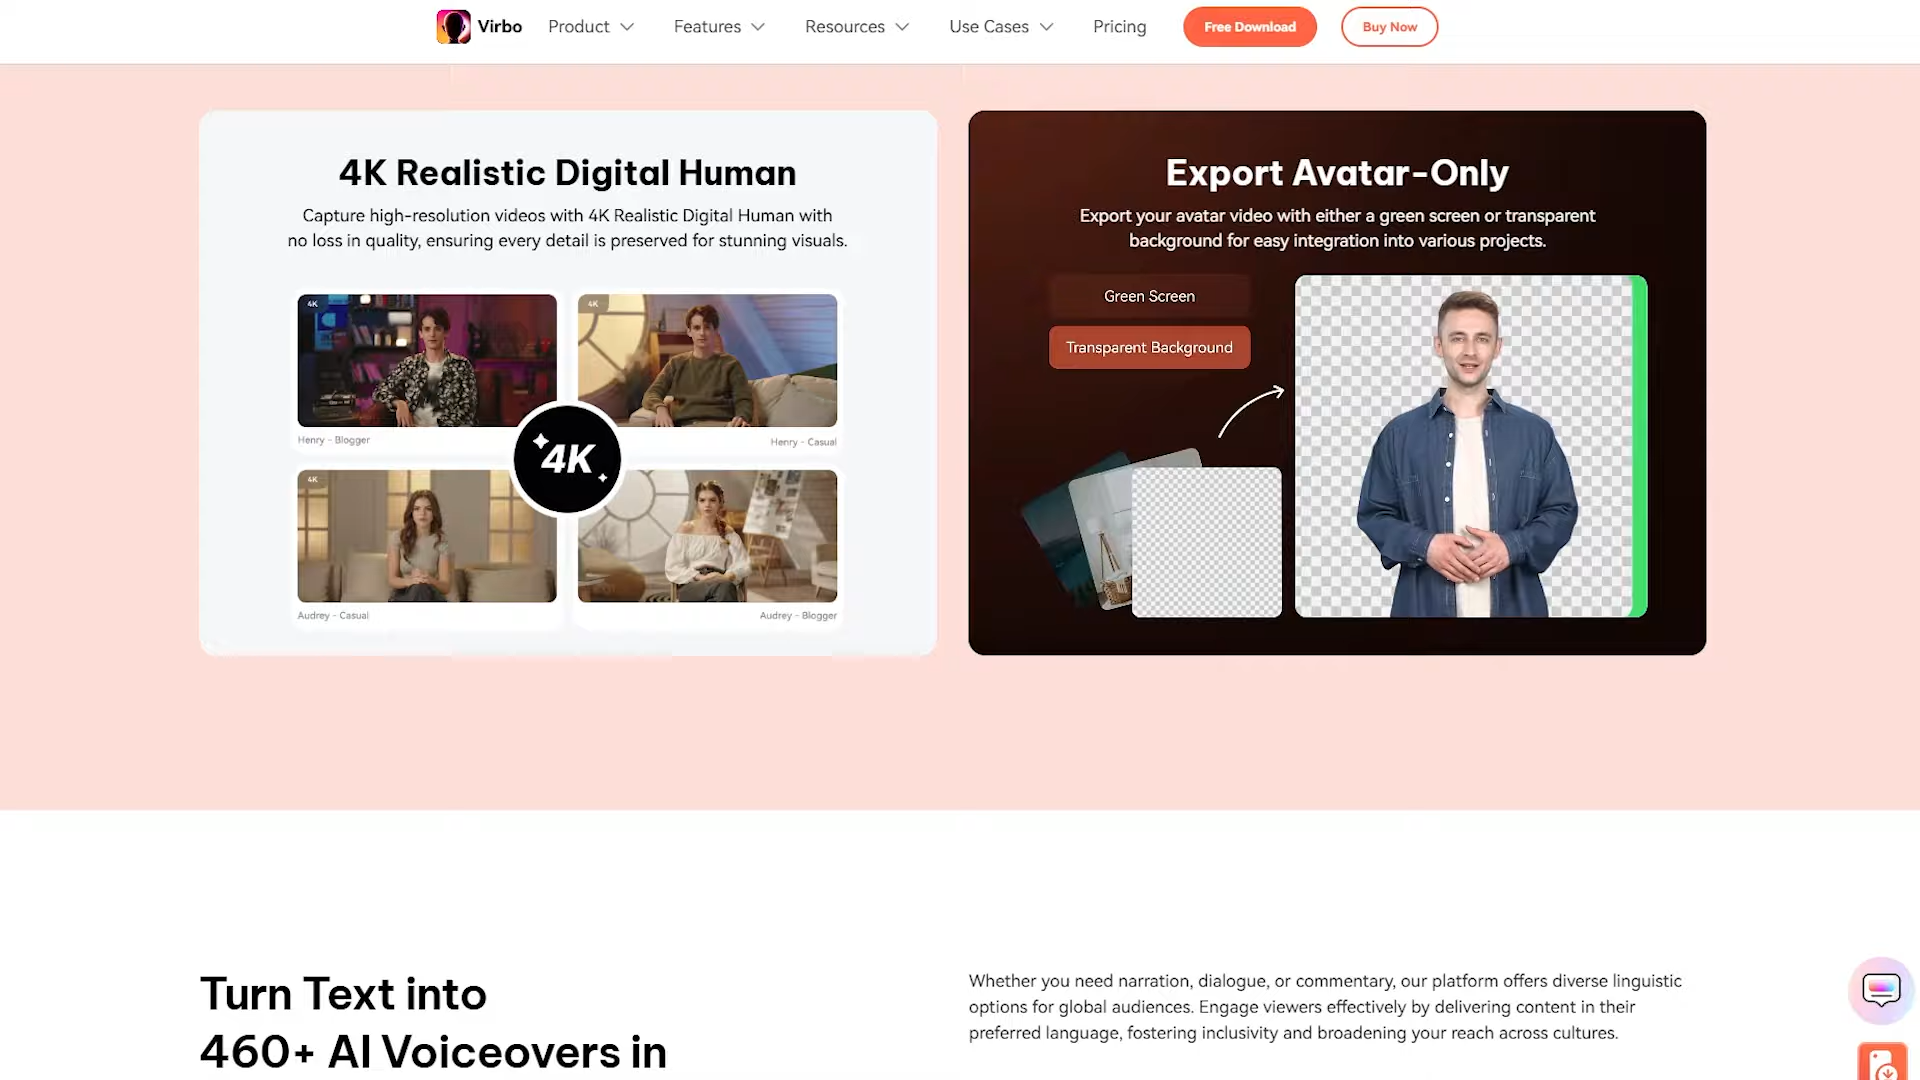 Virbo
Product
Features
Resources
Use Cases
Pricing
Free Download
Buy Now
4K Realistic Digital Human
Capture high-resolution videos with 4K Realistic Digital Human with
no loss in quality, ensuring every detail is preserved for stunning visuals.
4K
4K
Henry - Blogger
Henry - Casual
4K
4K
Audrey - Casual
Audrey - Blogger
Export Avatar-Only
Export your avatar video with either a green screen or transparent
background for easy integration into various projects.
Green Screen
Transparent Background
Turn Text into
460+ AI Voiceovers in
Whether you need narration, dialogue, or commentary, our platform offers diverse linguistic
options for global audiences. Engage viewers effectively by delivering content in their
preferred language, fostering inclusivity and broadening your reach across cultures.